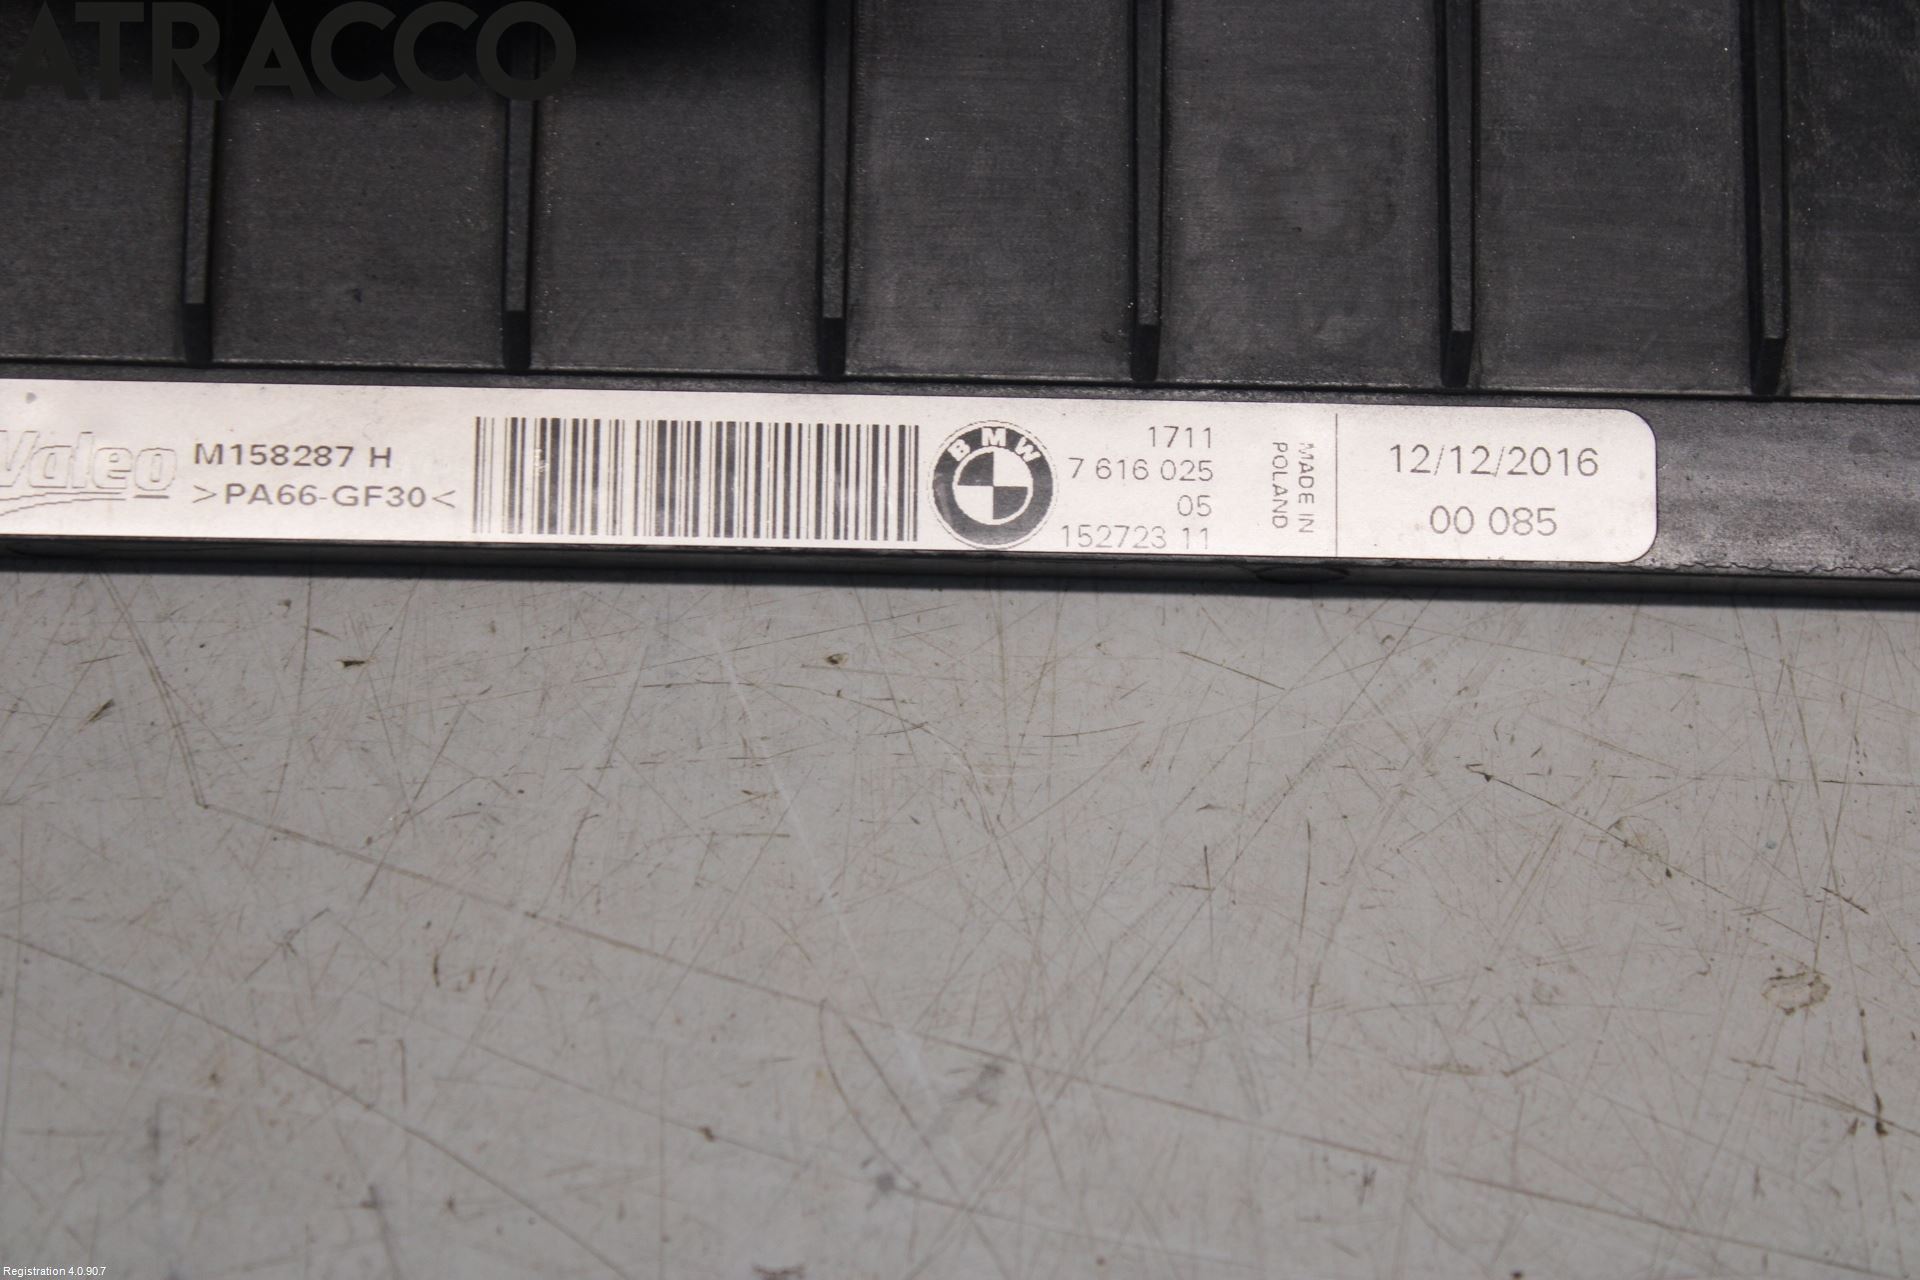 ATRACCO
Valeo
M158287 H
>PA66-GF30<
BMW
1711
7 616 025
05
152723 11
MADE IN
POLAND
12/12/2016
00 085
Registration 4.0.90.7